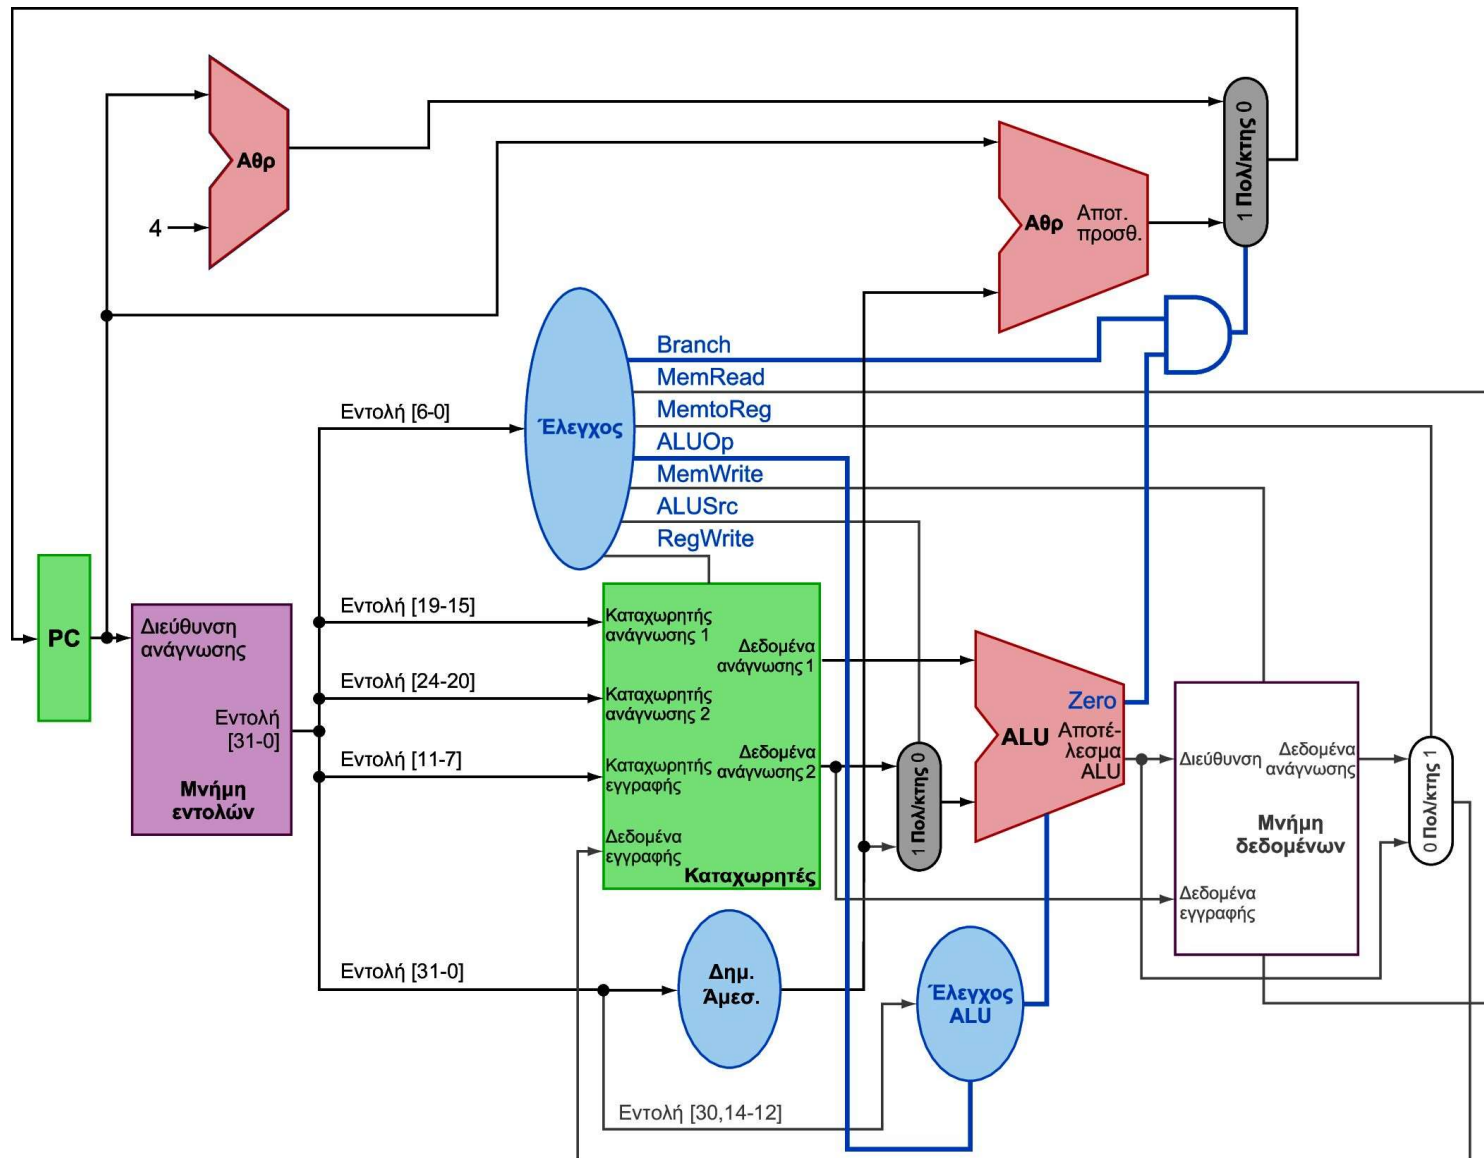 Αθρ
4
1 Πολ/κτης 0
Αθρ
Αποτ.
προσθ.
Branch
MemRead
MemtoReg
ALUOp
MemWrite
ALUSrc
RegWrite
Έλεγχος
Εντολή [6-0]
Εντολή [19-15]
Εντολή [24-20]
Εντολή [11-7]
Εντολή [31-0]
PC
Διεύθυνση
ανάγνωσης
Εντολή
[31-0]
Μνήμη
εντολών
Καταχωρητής
ανάγνωσης 1
Καταχωρητής
ανάγνωσης 2
Καταχωρητής
εγγραφής
Δεδομένα
εγγραφής
Δεδομένα
ανάγνωσης 1
Δεδομένα
ανάγνωσης 2
Καταχωρητές
1 Πολ/κτης 0
Zero
ALU
Αποτέ-
λεσμα
ALU
Διεύθυνση
Δεδομένα
ανάγνωσης
Μνήμη
δεδομένων
Δεδομένα
εγγραφής
0 Πολ/κτης 1
Δημ.
Άμεσ.
Έλεγχος
ALU
Εντολή [30,14-12]